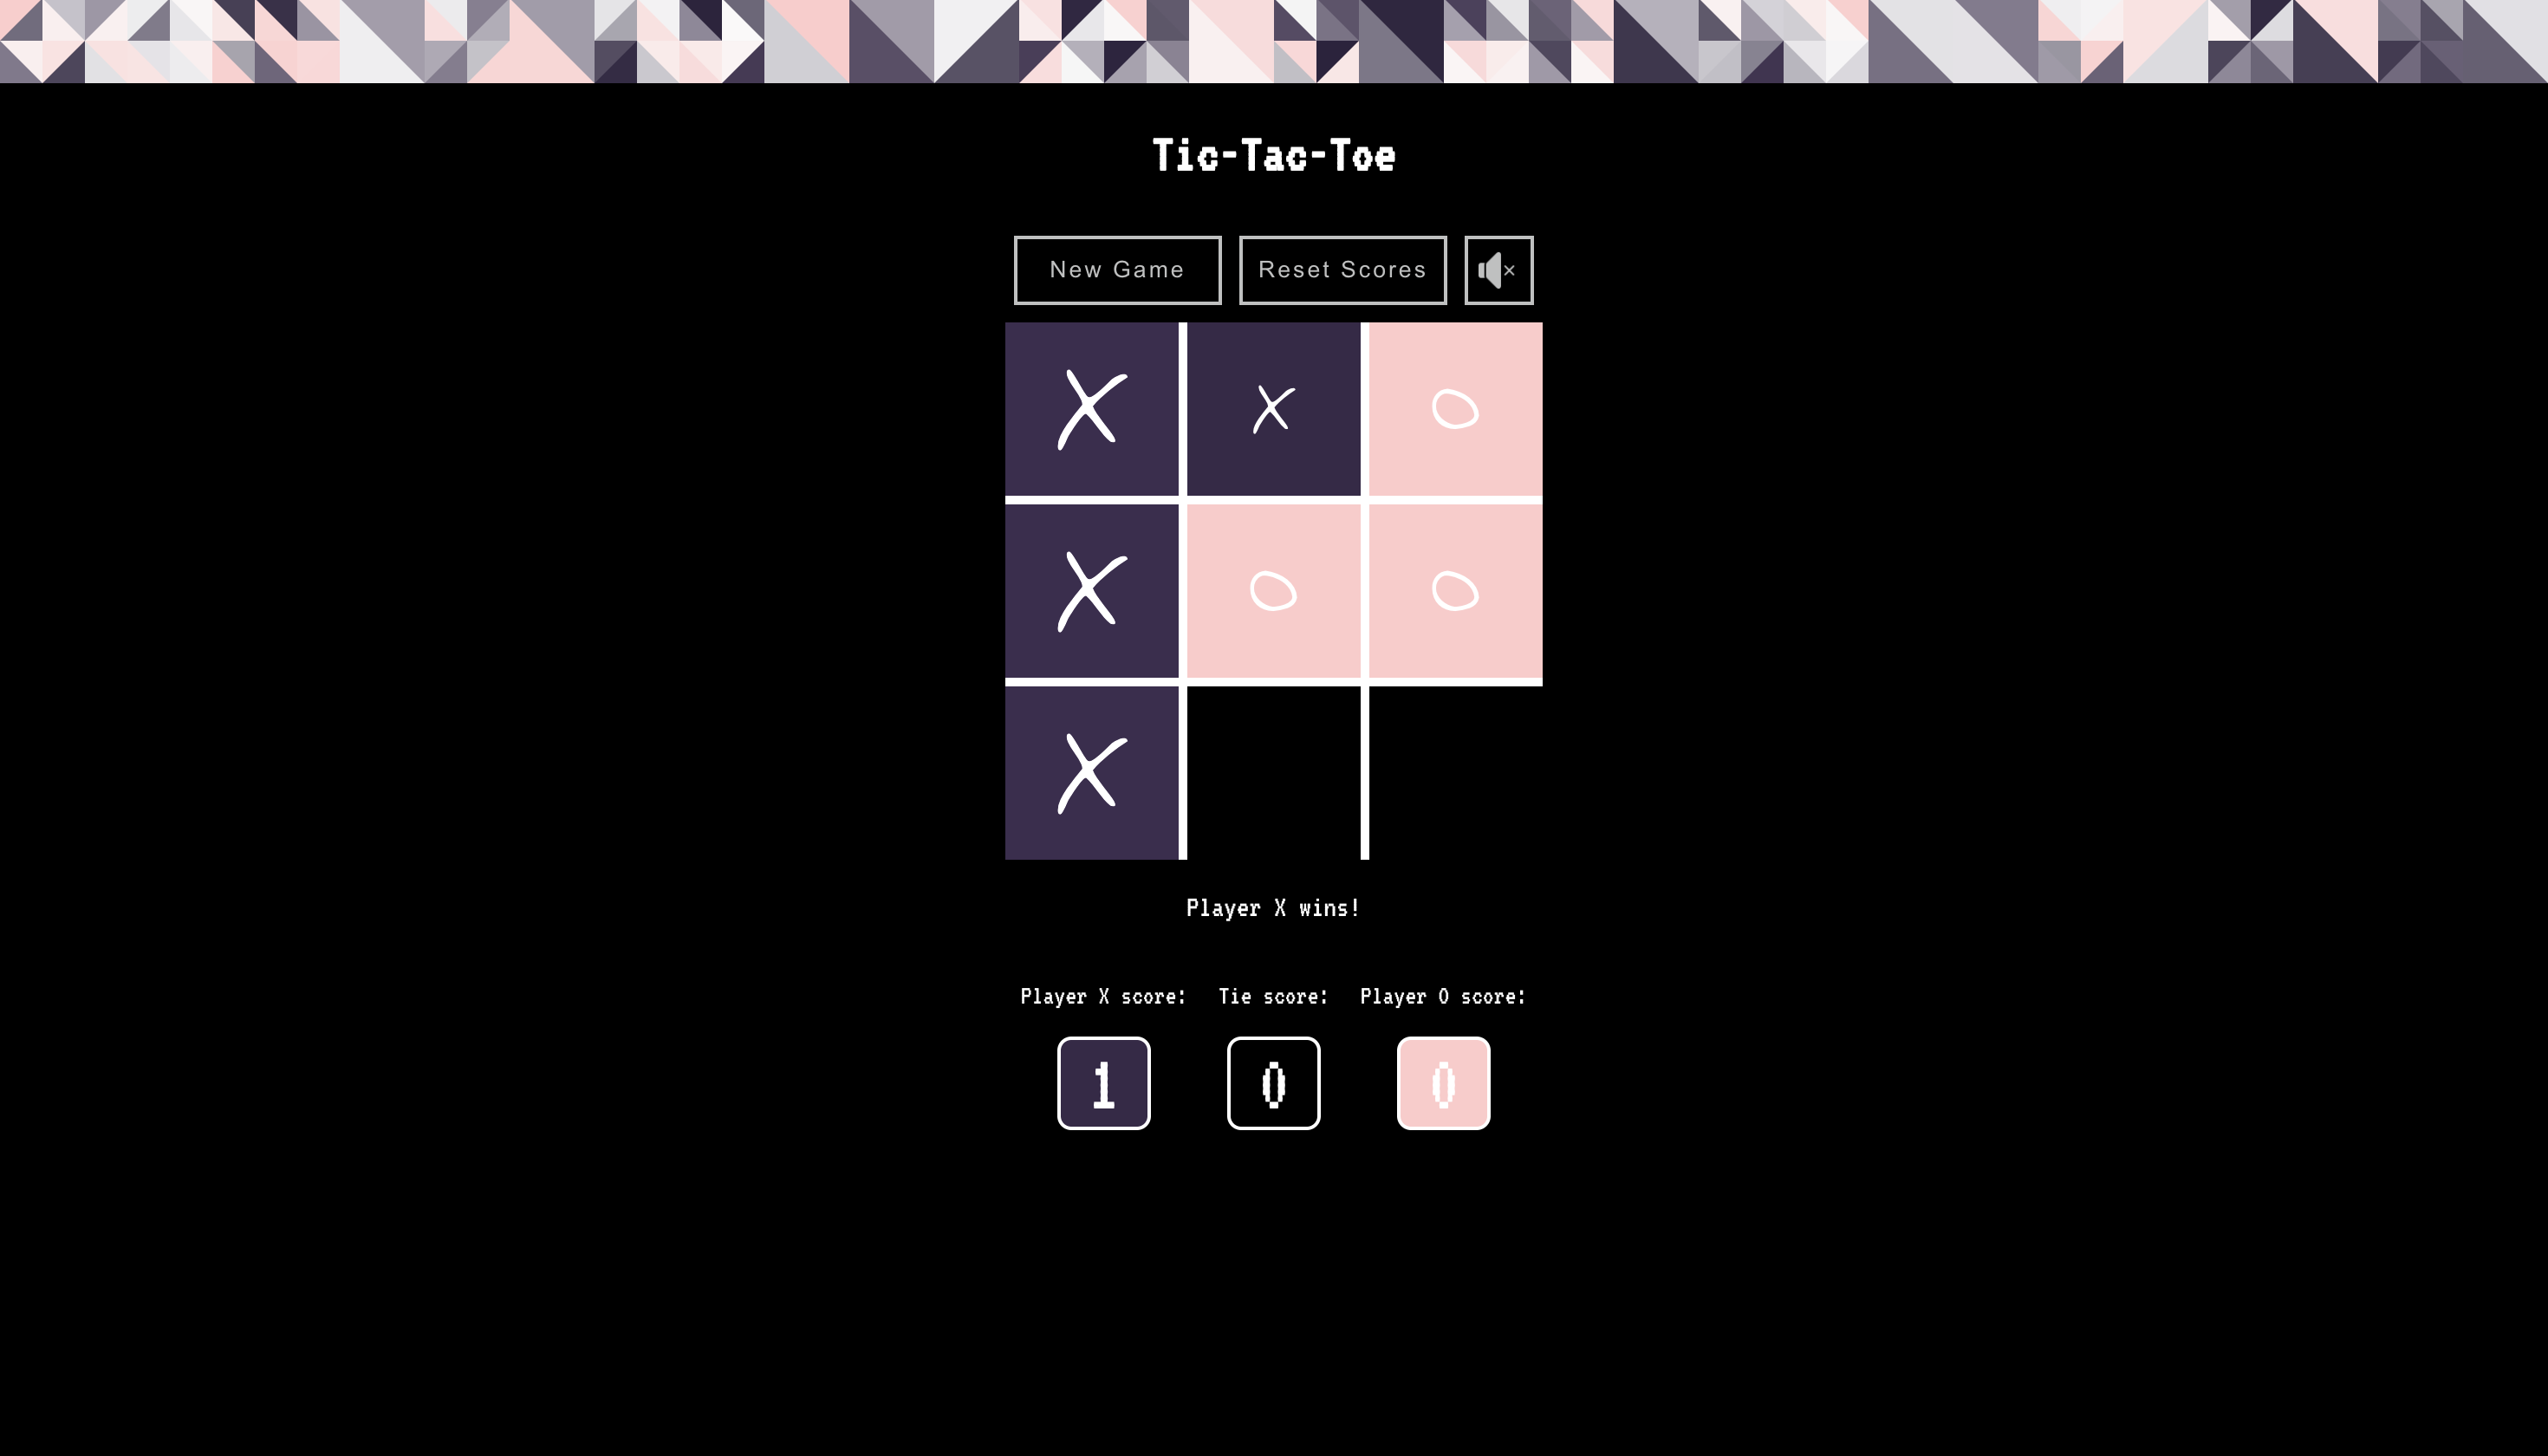 Tic-Tac-Toe
New Game Reset Scores
X X O
X O O
X
Player X wins!
Player X score: Tie score: Player O score:
1 0 0